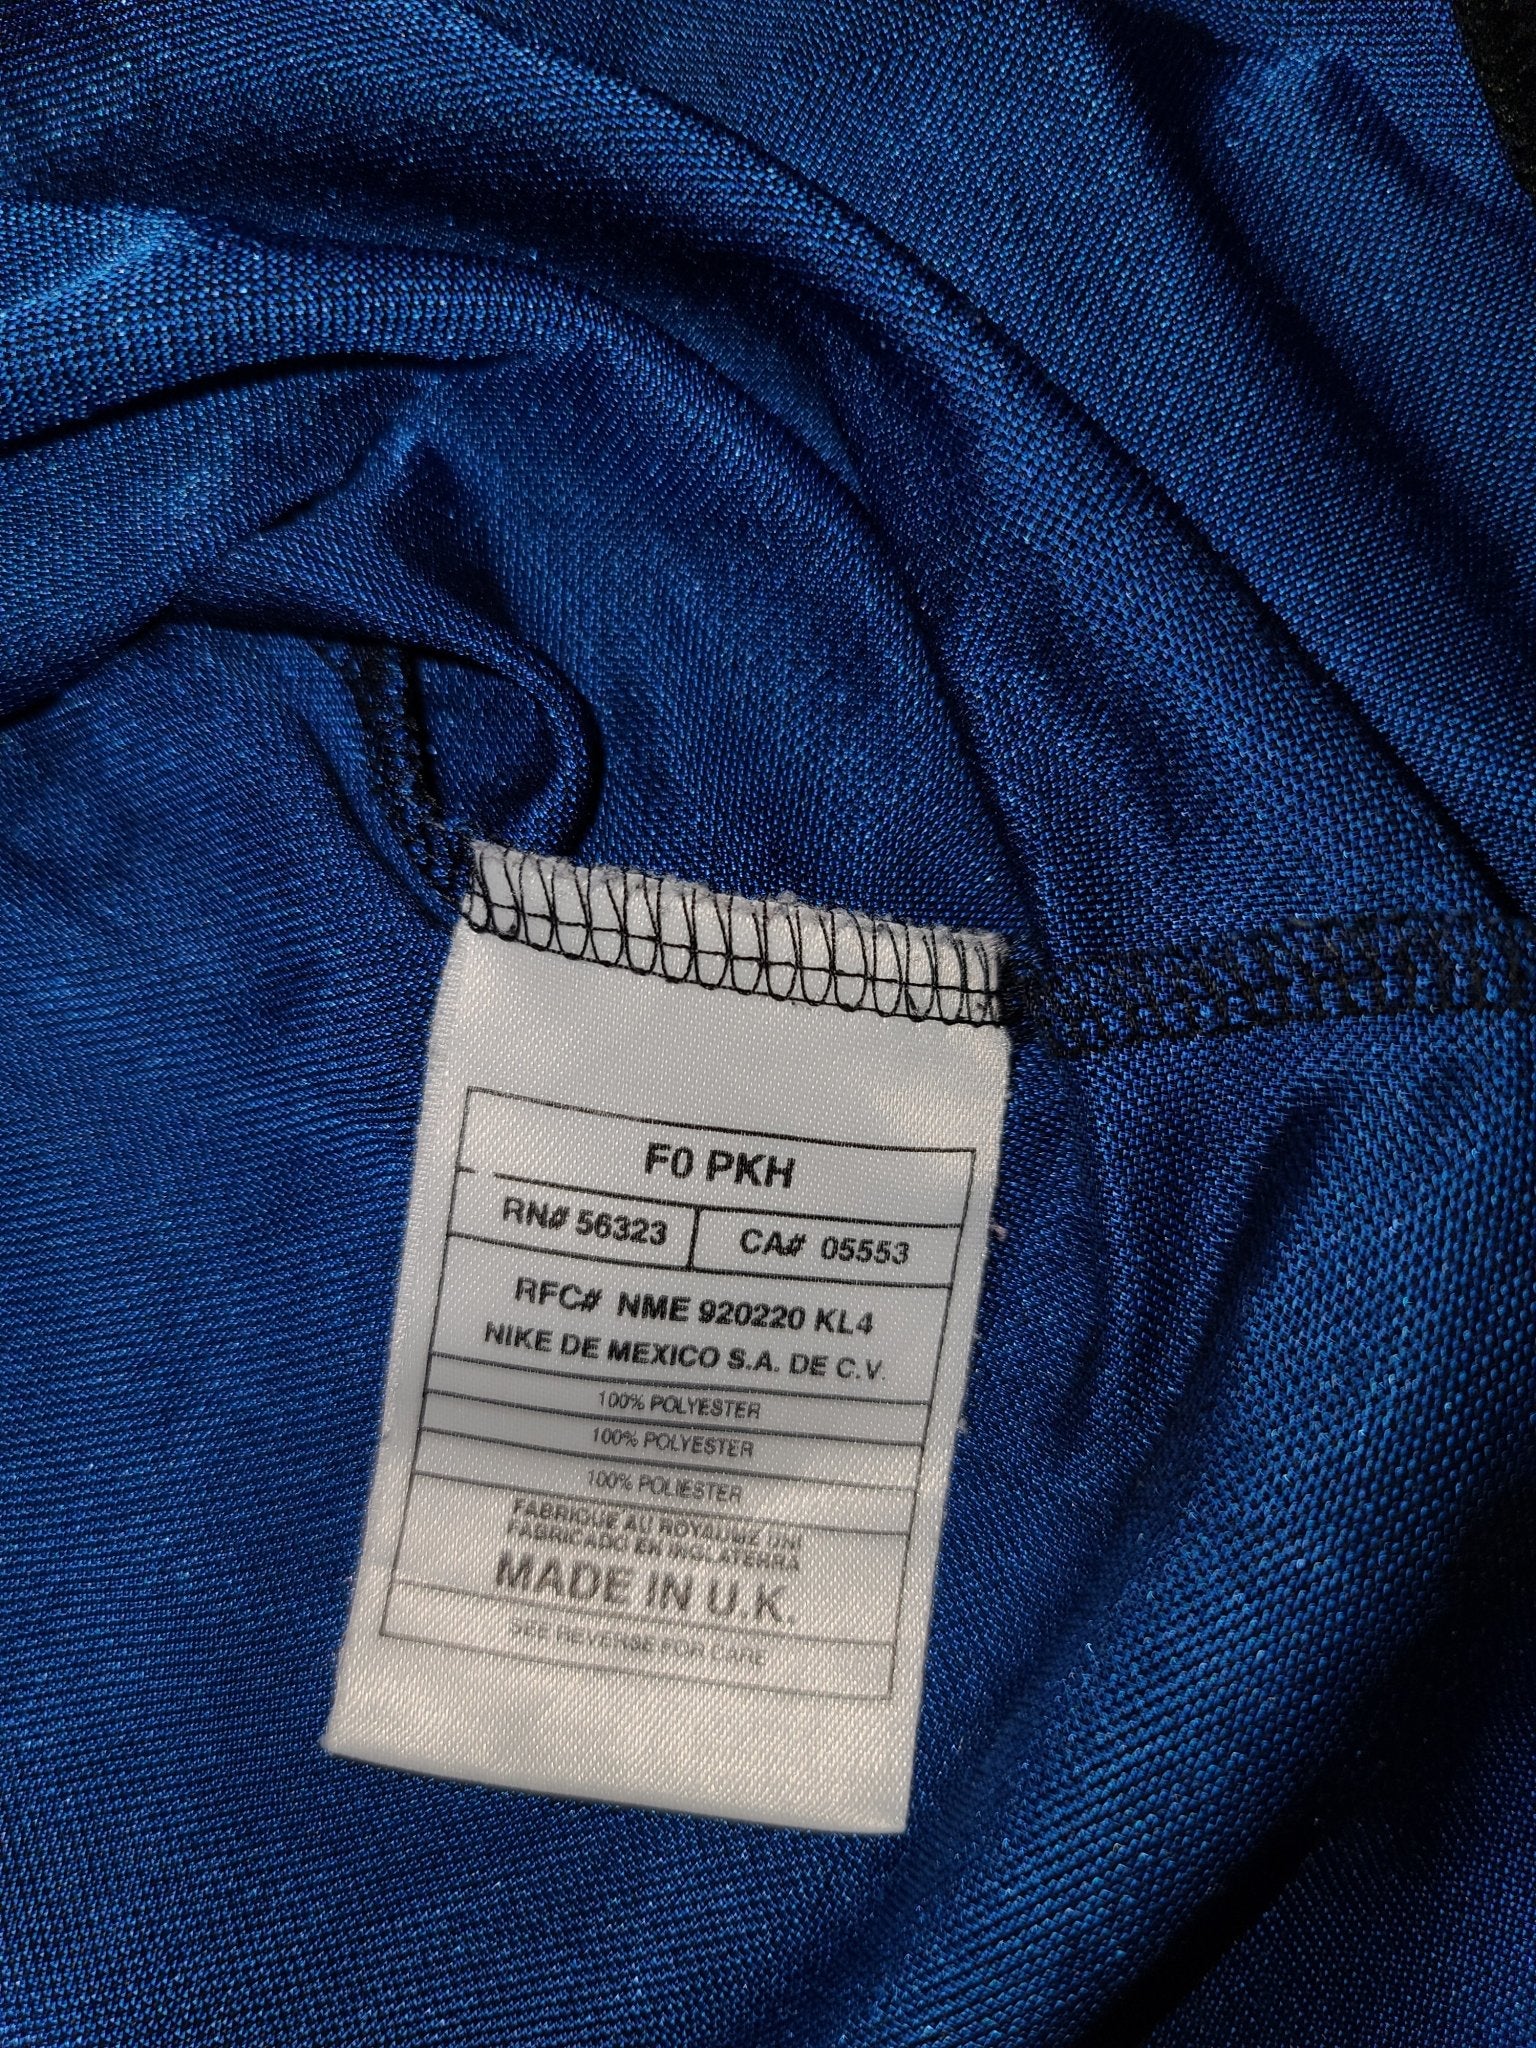 F0 PKH
RN# 56323 CA# 05553
RFC# NME 920220 KL4
NIKE DE MEXICO S.A. DE C.V.
100% POLYESTER
100% POLYESTER
100% POLIESTER
FABRIQUE AU ROYAUME UNI
FABRICADO EN INGLATERRA
MADE IN U.K.
SEE REVERSE FOR CARE